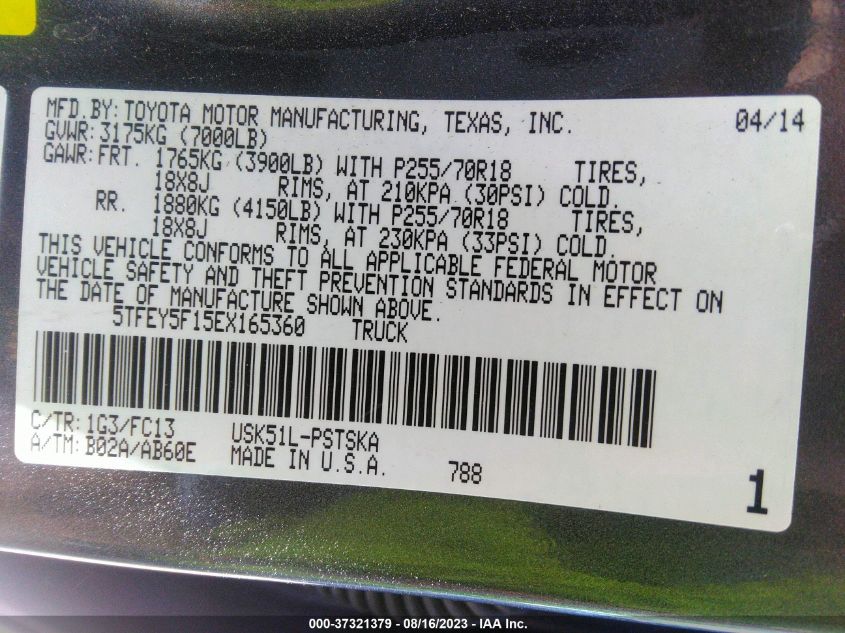 MFD.BY: TOYOTA MOTOR MANUFACTURING, TEXAS, INC. 04/14
GVWR: 3175KG (7000LB)
GAWR: FRT. 1765KG (3900LB) WITH P255/70R18 TIRES,
18X8J RIMS, AT 210KPA (30PSI) COLD.
RR. 1880KG (4150LB) WITH P255/70R18 TIRES,
18X8J RIMS, AT 230KPA (33PSI) COLD.
THIS VEHICLE CONFORMS TO ALL APPLICABLE FEDERAL MOTOR
VEHICLE SAFETY AND THEFT PREVENTION STANDARDS IN EFFECT ON
THE DATE OF MANUFACTURE SHOWN ABOVE.
5TFEY5F15EX165360 TRUCK
C/TR: 1G3/FC13 USK51L-PSTSKA
A/TM: B02A/AB60E MADE IN U.S.A. 788
1
000-37321379 — 08/16/2023 — IAA Inc.